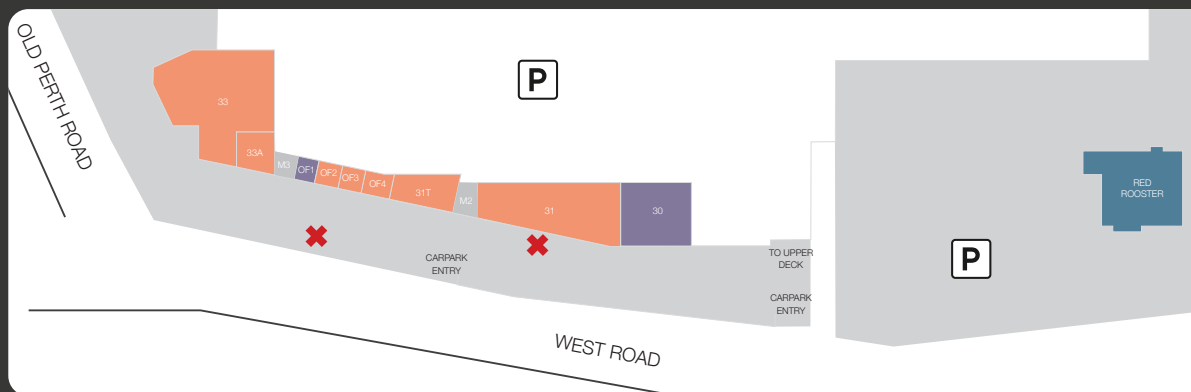 OLD PERTH ROAD
P
33
33A
M3
OF1
OF2
OF3
OF4
31T
M2
31
30
RED
ROOSTER
CARPARK
ENTRY
TO UPPER
DECK
P
CARPARK
ENTRY
WEST ROAD